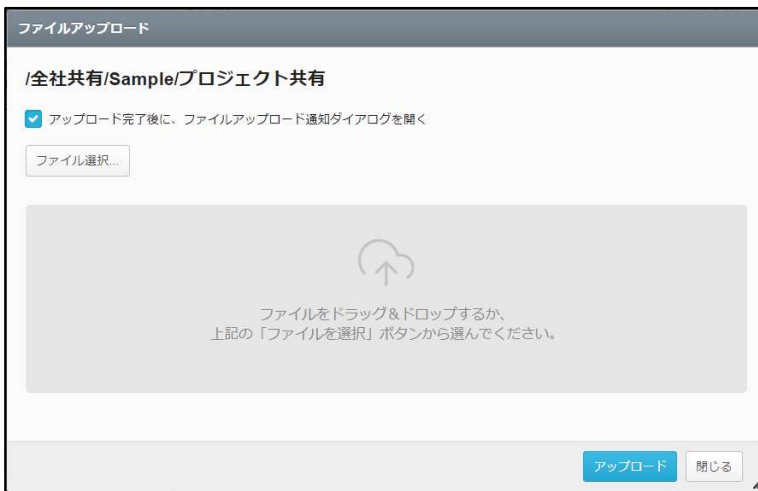 ファイルアップロード
/全社共有/Sample/プロジェクト共有
アップロード完了後に、ファイルアップロード通知ダイアログを開く
ファイル選択...
ファイルをドラッグ＆ドロップするか、
上記の「ファイルを選択」ボタンから選んでください。
アップロード 閉じる